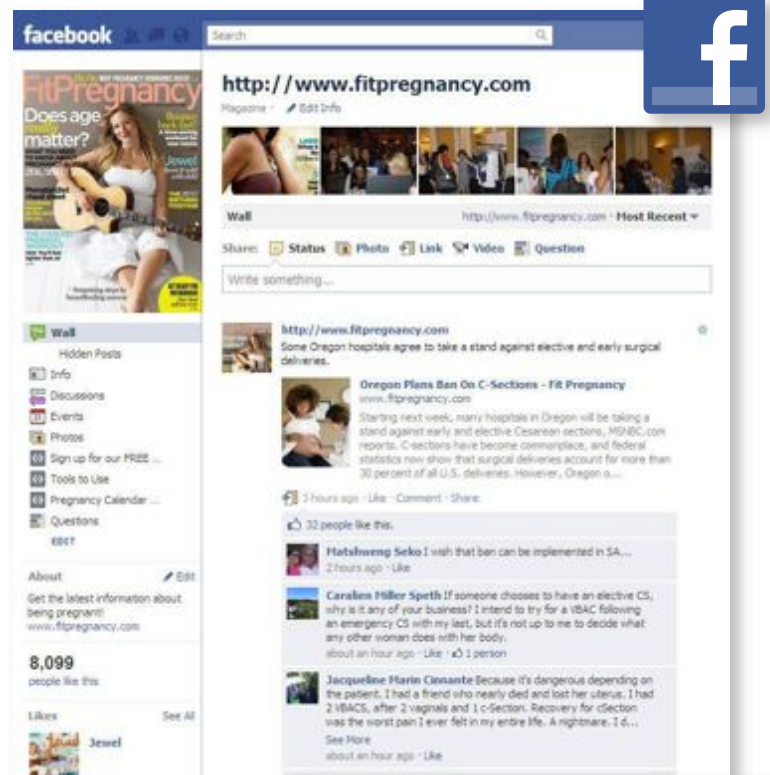 facebook
Search
f
FitPregnancy
Does age
really
matter?
Jewel
http://www.fitpregnancy.com
Magazine · Edit Info
Wall
http://www.fitpregnancy.com · Most Recent
Share: Status Photo Link Video Question
Write something...
Wall
Hidden Posts
Info
Discussions
Events
Photos
Sign up for our FREE ...
Tools to Use
Pregnancy Calendar ...
Questions
EDIT
About
Edit
Get the latest information about
being pregnant!
www.fitpregnancy.com
8,099
people like this
Likes
See All
Jewel
http://www.fitpregnancy.com
Some Oregon hospitals agree to take a stand against elective and early surgical
deliveries.
Oregon Plans Ban On C-Sections - Fit Pregnancy
www.fitpregnancy.com
Starting next week, many hospitals in Oregon will be taking a
stand against early and elective Cesarean sections, MSNBC.com
reports. C-sections have become commonplace, and federal
statistics now show that surgical deliveries account for more than
30 percent of all U.S. deliveries. However, Oregon o...
3 hours ago · Like · Comment · Share
32 people like this.
Matshweng Seko I wish that ban can be implemented in SA...
2 hours ago · Like
Caralien Miller Speth If someone chooses to have an elective CS,
why is it any of your business? I intend to try for a VBAC following
an emergency CS with my last, but it's not up to me to decide what
any other woman does with her body.
about an hour ago · Like · 1 person
Jacqueline Marin Cinnante Because it's dangerous depending on
the patient. I had a friend who nearly died and lost her uterus. I had
2 VBACS, after 2 vaginals and 1 c-Section. Recovery for cSection
was the worst pain I ever felt in my entire life. A nightmare. I d...
See More
about an hour ago · Like